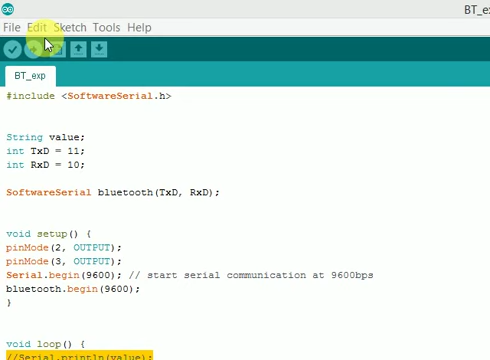 BT_ex
File Edit Sketch Tools Help
BT_exp
#include <SoftwareSerial.h>
String value;
int TxD = 11;
int RxD = 10;
SoftwareSerial bluetooth(TxD, RxD);
void setup() {
pinMode(2, OUTPUT);
pinMode(3, OUTPUT);
Serial.begin(9600); // start serial communication at 9600bps
bluetooth.begin(9600);
}
void loop() {
//Serial.println(value);